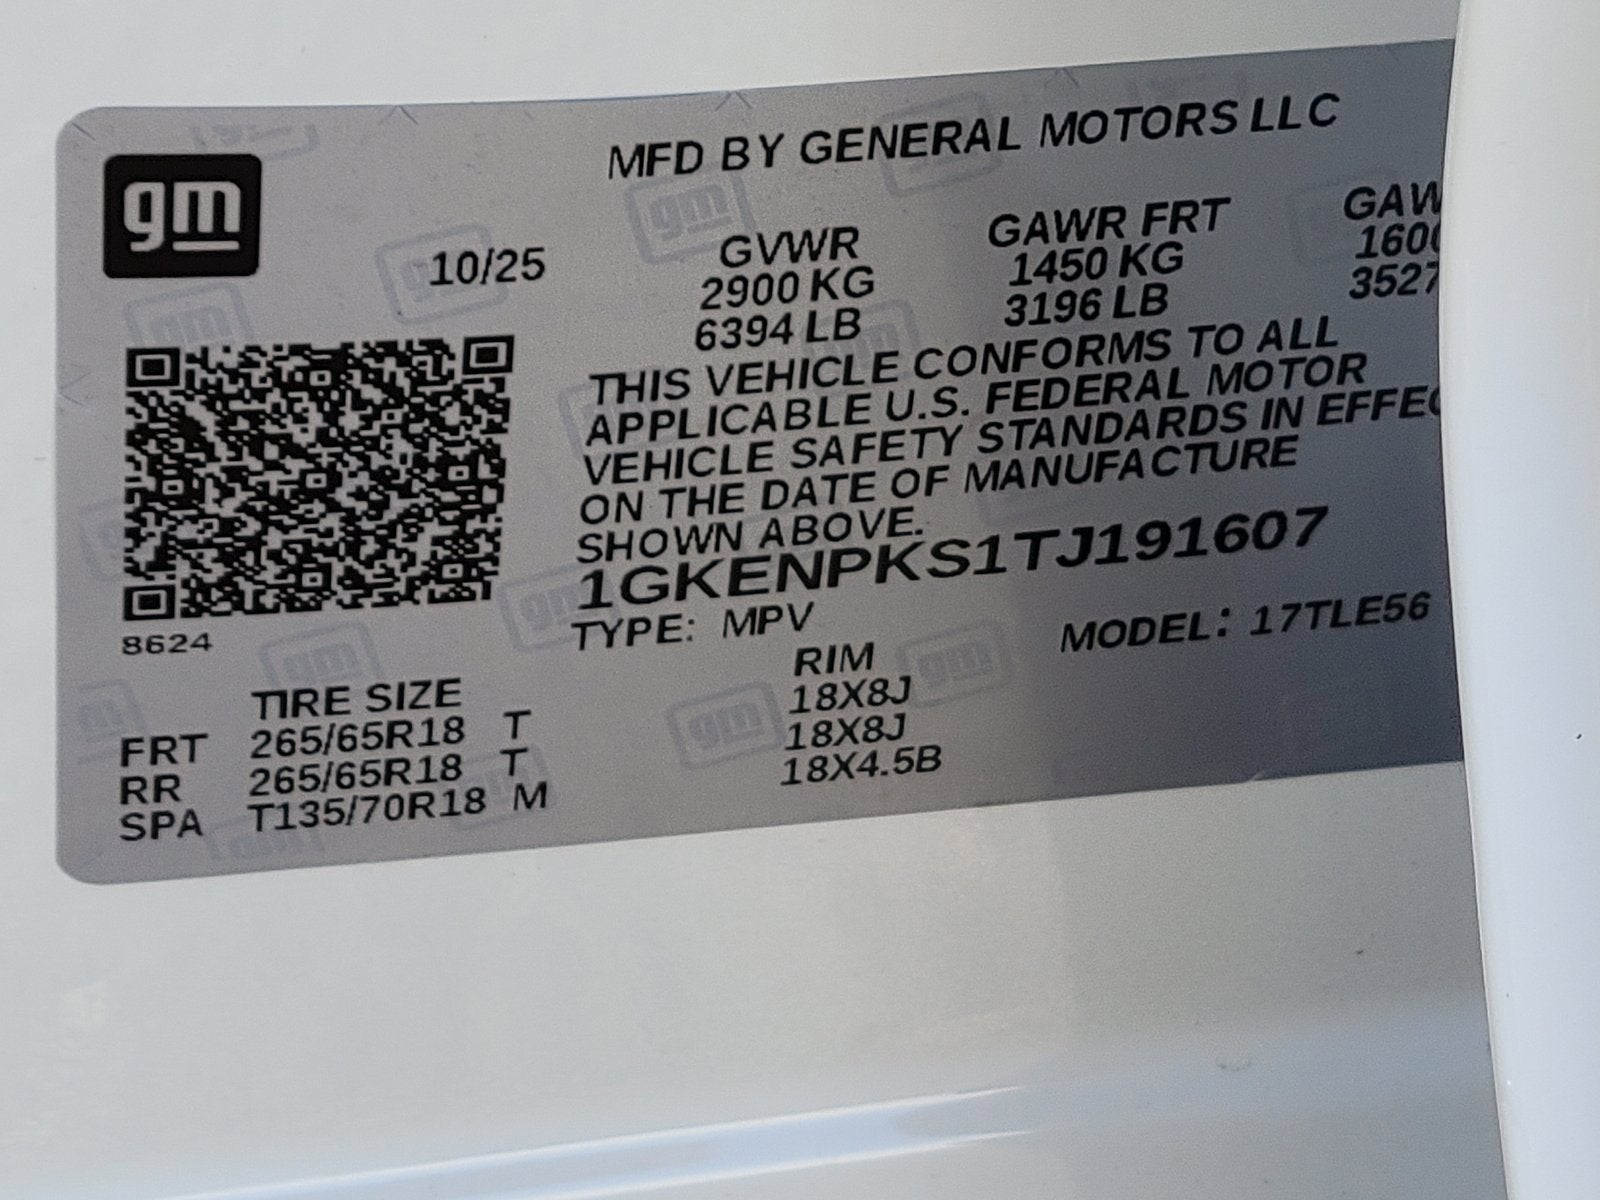 gm
MFD BY GENERAL MOTORS LLC
10/25
GVWR GAWR FRT
2900 KG 1450 KG
6394 LB 3196 LB
THIS VEHICLE CONFORMS TO ALL
APPLICABLE U.S. FEDERAL MOTOR
VEHICLE SAFETY STANDARDS IN
ON THE DATE OF MANUFACTURE
SHOWN ABOVE.
1GKENPKS1TJ191607
TYPE: MPV MODEL: 17TLE56
8624
TIRE SIZE RIM
FRT 265/65R18 T 18X8J
RR 265/65R18 T 18X8J
SPA T135/70R18 M 18X4.5B